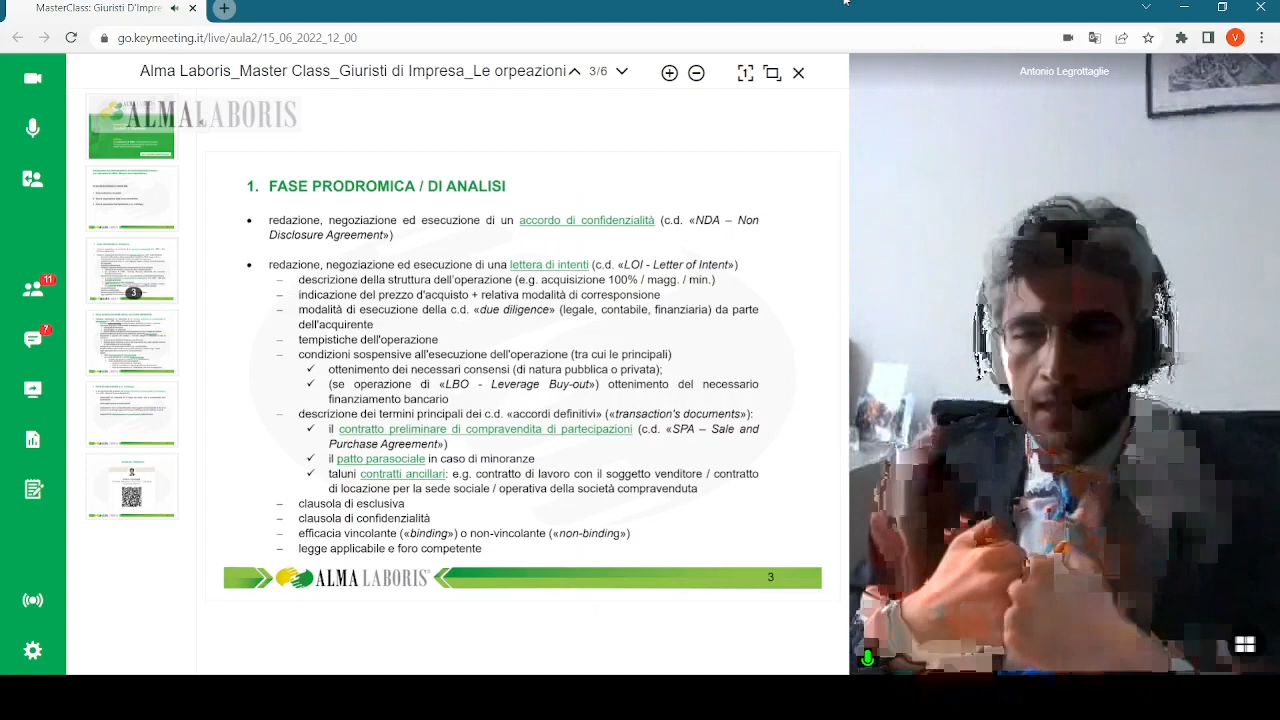 MasterClass: Giuristi D'Impresa
go.keymeeting.it/live/aula2/15_06_2022_12_00
V
Alma Laboris_Master Class_Giuristi di Impresa_Le orpeazioni
3/6
Antonio Legrottaglie
ALMALABORIS
11
7
3
1. FASE PRODROMICA / DI ANALISI
• redazione, negoziazione ed esecuzione di un accordo di confidenzialità (c.d. «NDA – Non
Disclosure Agreement»)
• redazione, negoziazione ed esecuzione di una lettera di intenti (c.d. «LOI - Letter of Intent»)
– descrizione della struttura dell'operazione (e.g. acquisizione 100% / magg. / min.)
– indicazione del prezzo d'acquisto + relativa modalità di corresponsione
– modalità di esecuzione della c.d. «due diligence» (legale, contabile, finanziaria) da parte
dell'acquirente
– tempistiche dell'operazione
– condizioni sospensive all'esecuzione dell'operazione (tra cui le principali)
✓ ottenimento dei necessari consensi (di natura pubblica o privata);
✓ (se operazione di «LBO - Leveraged Buy-out») ottenimento del necessario
finanziamento bancario
– previsione dei termini principali dei c.d. «accordi definitivi» («transaction's documents»):
✓ il contratto preliminare di compravendita di partecipazioni (c.d. «SPA – Sale and
Purchase Agreement»)
✓ il patto parasociale in caso di minoranze
✓ taluni contratti ancillari: e.g. contratto di lavoro con il soggetto venditore / contratto
di locazione per la sede sociale / operativa della società compravenduta
– clausola di esclusiva
– clausola di confidenzialità
– efficacia vincolante («binding») o non-vincolante («non-binding»)
– legge applicabile e foro competente
ALMA LABORIS®
3